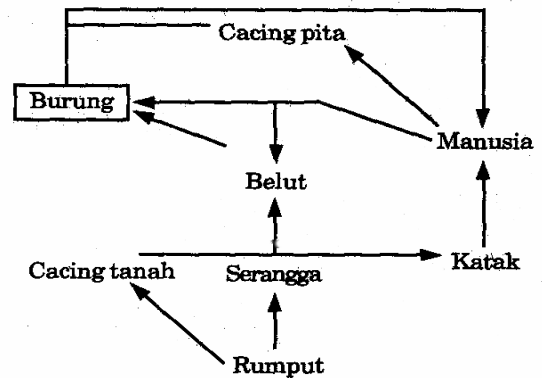 Cacing pita
Burung
Manusia
Belut
Cacing tanah
Serangga
Katak
Rumput